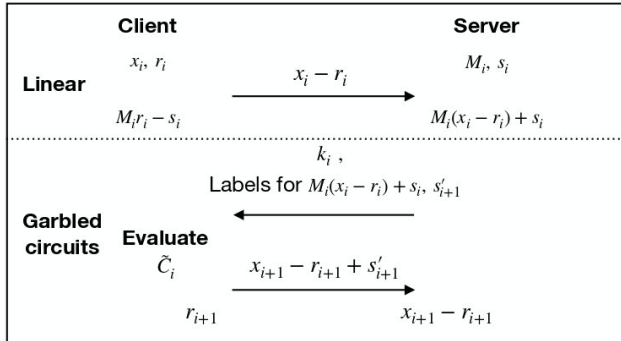 Client Server
x_i, r_i M_i, s_i
Linear x_i − r_i
M_i r_i − s_i M_i(x_i − r_i) + s_i
k_i ,
Labels for M_i(x_i − r_i) + s_i, s′_{i+1}
Garbled
circuits
Evaluate
C̃_i x_{i+1} − r_{i+1} + s′_{i+1}
r_{i+1} x_{i+1} − r_{i+1}